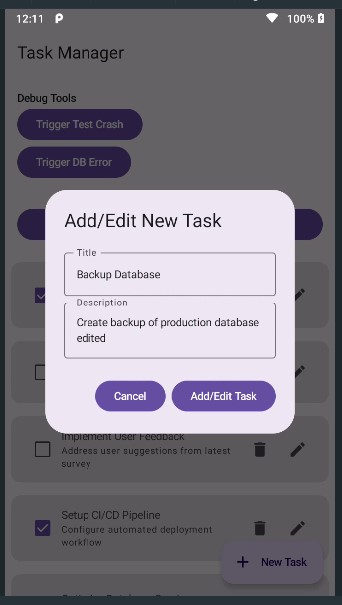 12:11
100%
Task Manager
Debug Tools
Trigger Test Crash
Trigger DB Error
Add/Edit New Task
Title
Backup Database
Description
Create backup of production database
edited
Cancel
Add/Edit Task
Implement User Feedback
Address user suggestions from latest
survey
Setup CI/CD Pipeline
Configure automated deployment
workflow
New Task